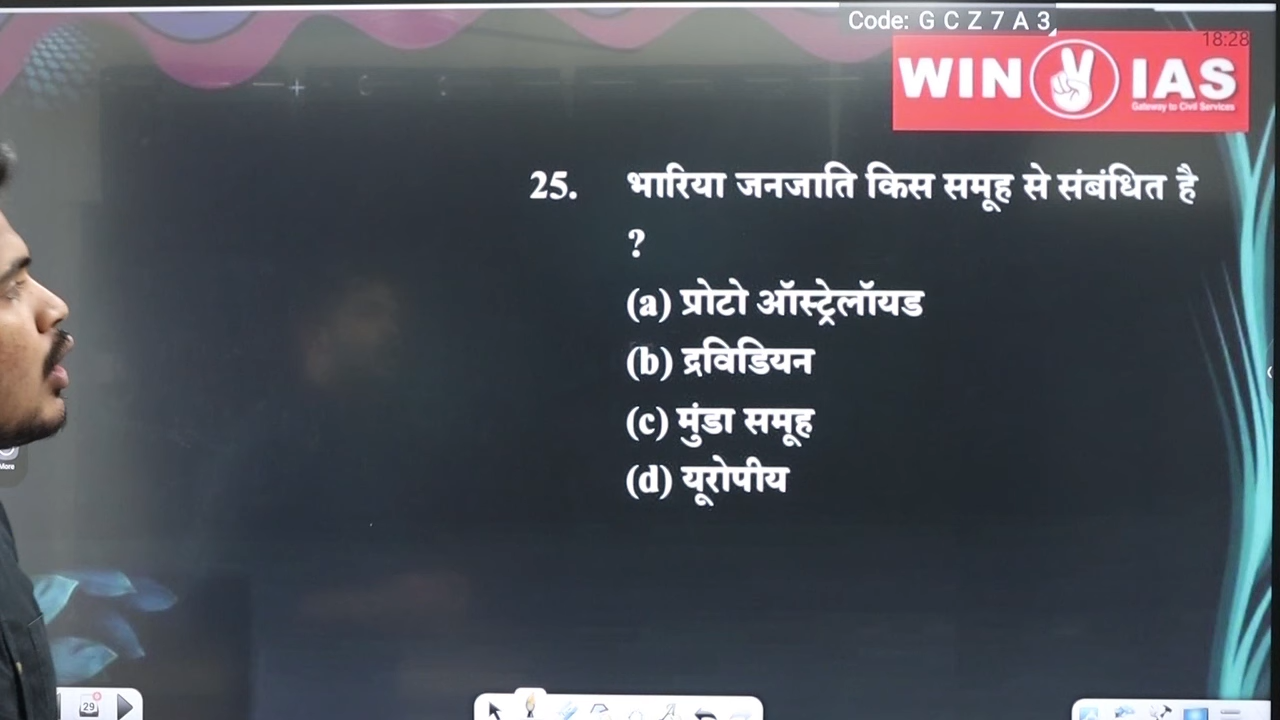 Code: G C Z 7 A 3
18:28
WIN IAS
Gateway to Civil Services
25. भारिया जनजाति किस समूह से संबंधित है
?
(a) प्रोटो ऑस्ट्रेलॉयड
(b) द्रविडियन
(c) मुंडा समूह
(d) यूरोपीय
More
29